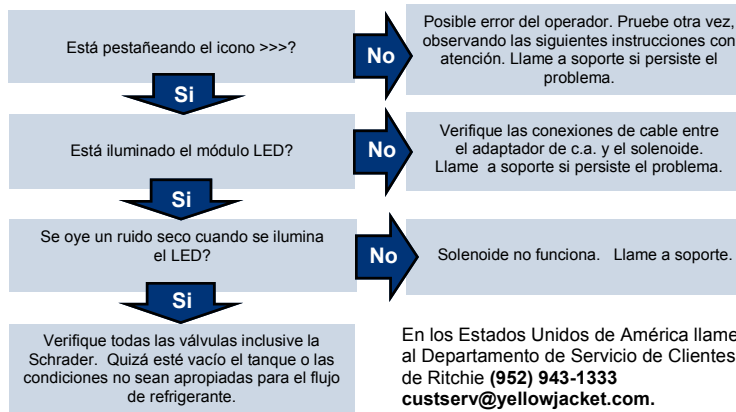 Está pestañeando el icono >>>?
No
Posible error del operador. Pruebe otra vez,
observando las siguientes instrucciones con
atención. Llame a soporte si persiste el
problema.
Si
Está iluminado el módulo LED?
No
Verifique las conexiones de cable entre
el adaptador de c.a. y el solenoide.
Llame a soporte si persiste el problema.
Si
Se oye un ruido seco cuando se ilumina
el LED?
No
Solenoide no funciona. Llame a soporte.
Si
Verifique todas las válvulas inclusive la
Schrader. Quizá esté vacío el tanque o las
condiciones no sean apropiadas para el flujo
de refrigerante.
En los Estados Unidos de América llame
al Departamento de Servicio de Clientes
de Ritchie (952) 943-1333
custserv@yellowjacket.com.